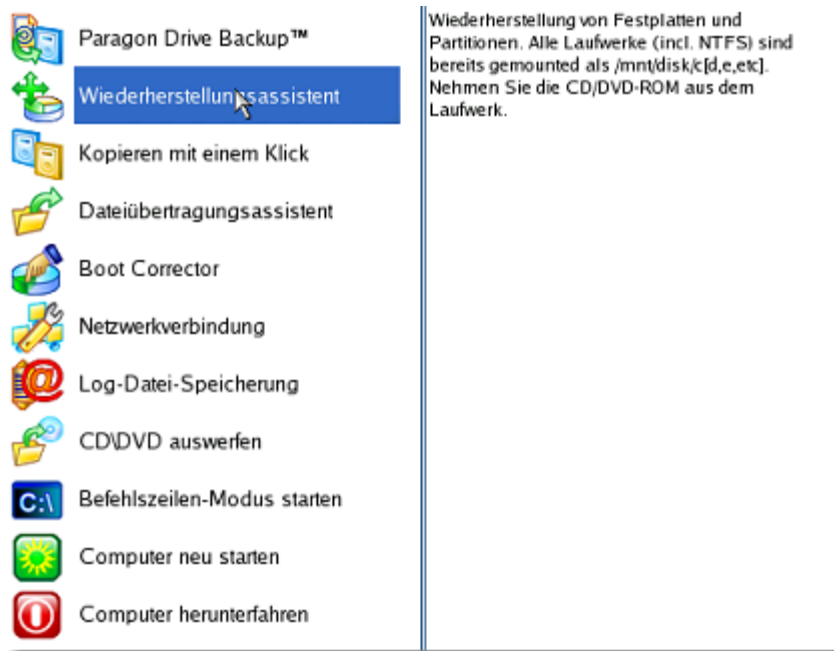 Paragon Drive Backup™
Wiederherstellungsassistent
Kopieren mit einem Klick
Dateiübertragungsassistent
Boot Corrector
Netzwerkverbindung
Log-Datei-Speicherung
CD\DVD auswerfen
C:\
Befehlszeilen-Modus starten
Computer neu starten
Computer herunterfahren
Wiederherstellung von Festplatten und
Partitionen. Alle Laufwerke (incl. NTFS) sind
bereits gemounted als /mnt/disk/c[d,e,etc].
Nehmen Sie die CD/DVD-ROM aus dem
Laufwerk.